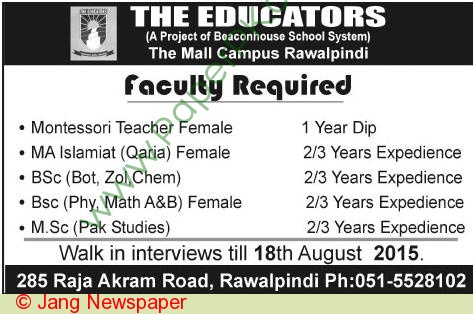 THE EDUCATORS
(A Project of Beaconhouse School System)
The Mall Campus Rawalpindi
Faculty Required
• Montessori Teacher Female 1 Year Dip
• MA Islamiat (Qaria) Female 2/3 Years Expedience
• BSc (Bot, Zol,Chem) 2/3 Years Expedience
• Bsc (Phy, Math A&B) Female 2/3 Years Expedience
• M.Sc (Pak Studies) 2/3 Years Expedience
Walk in interviews till 18th August 2015.
285 Raja Akram Road, Rawalpindi Ph:051-5528102
© Jang Newspaper